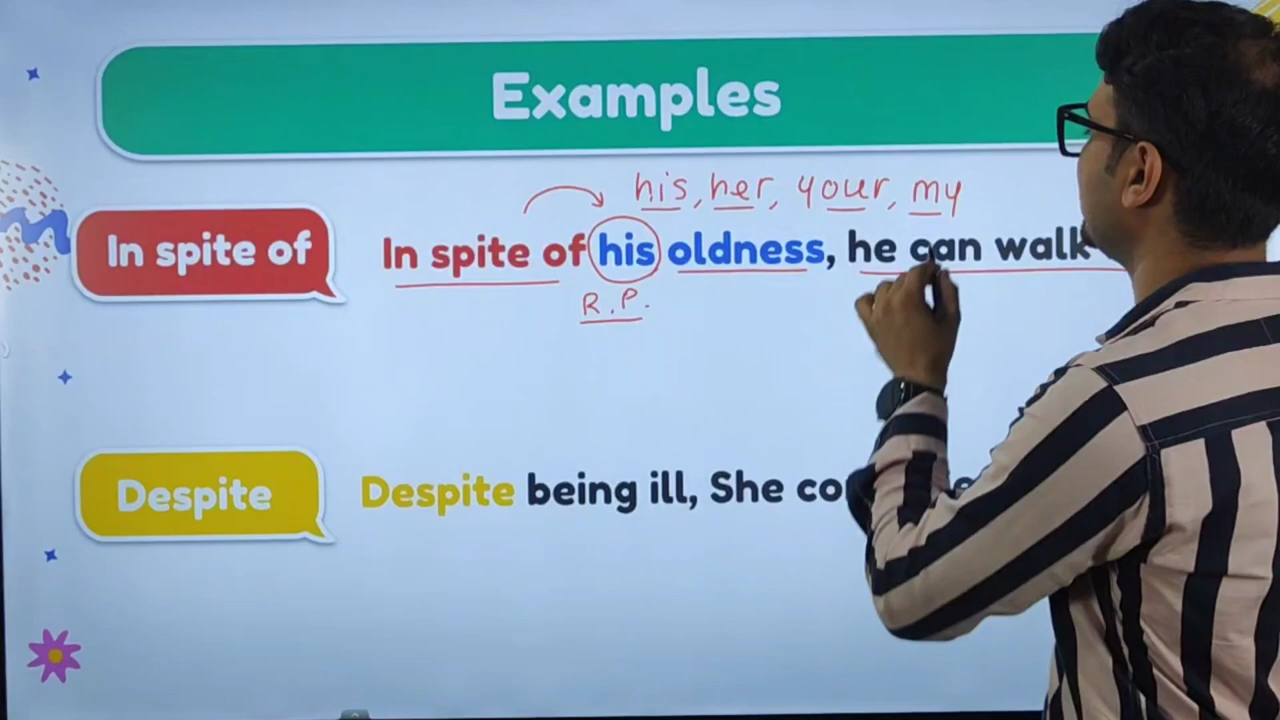 Examples
his, her, your, my
In spite of In spite of his oldness, he can walk
R.P.
Despite Despite being ill, She